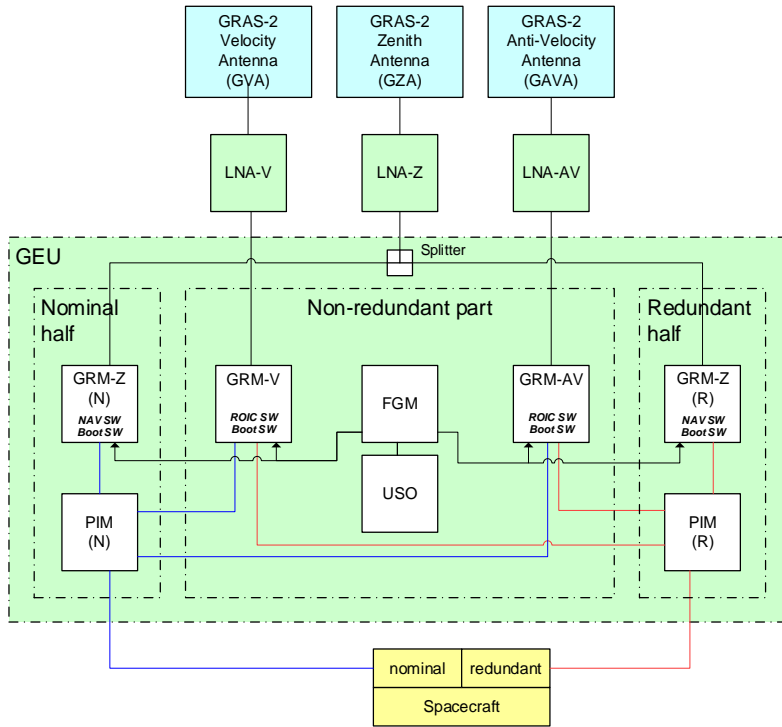 GRAS-2
Velocity
Antenna
(GVA)
GRAS-2
Zenith
Antenna
(GZA)
GRAS-2
Anti-Velocity
Antenna
(GAVA)
LNA-V
LNA-Z
LNA-AV
GEU
Splitter
Nominal
half
Non-redundant part
Redundant
half
GRM-Z
(N)
NAV SW
Boot SW
GRM-V
ROIC SW
Boot SW
FGM
GRM-AV
ROIC SW
Boot SW
GRM-Z
(R)
NAV SW
Boot SW
PIM
(N)
USO
PIM
(R)
nominal
redundant
Spacecraft